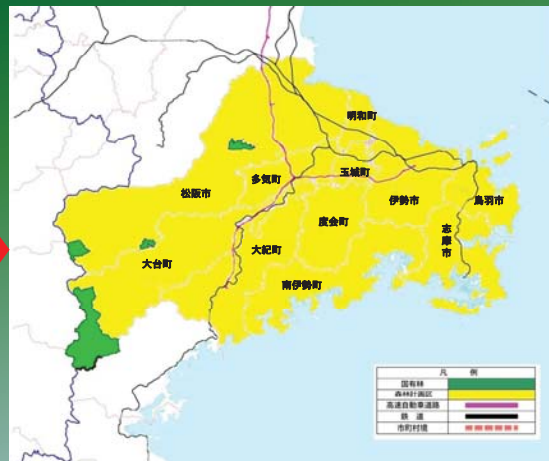 明和町
多気町
玉城町
松阪市
伊勢市
鳥羽市
度会町
志摩市
大紀町
大台町
南伊勢町
凡 例
国有林
森林計画区
高速自動車道路
鉄 道
市町村境